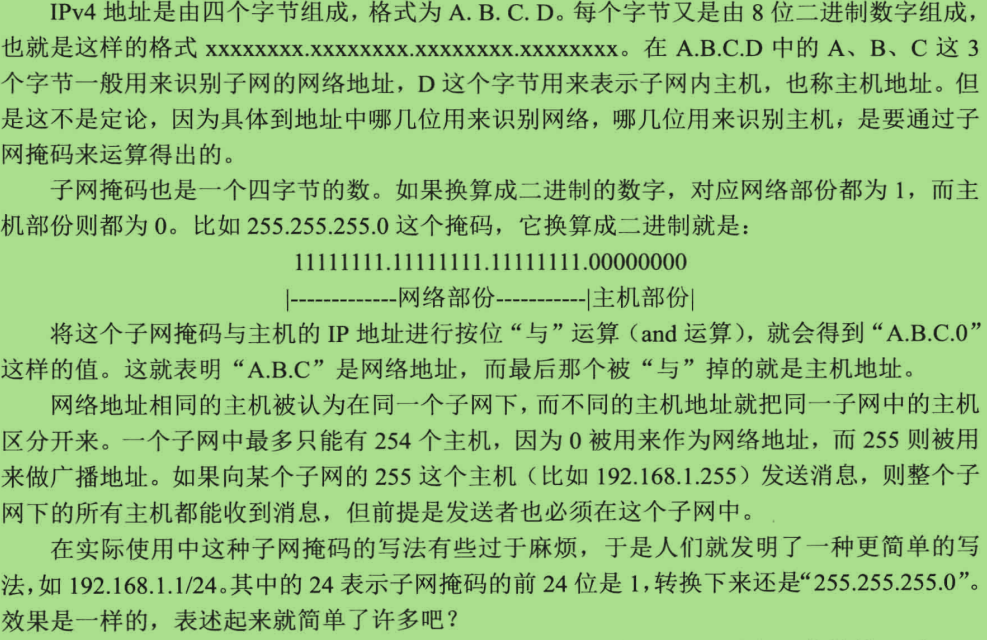 IPv4 地址是由四个字节组成，格式为 A. B. C. D。每个字节又是由 8 位二进制数字组成，
也就是这样的格式 xxxxxxxx.xxxxxxxx.xxxxxxxx.xxxxxxxx。在 A.B.C.D 中的 A、B、C 这 3
个字节一般用来识别子网的网络地址，D 这个字节用来表示子网内主机，也称主机地址。但
是这不是定论，因为具体到地址中哪几位用来识别网络，哪几位用来识别主机，是要通过子
网掩码来运算得出的。
子网掩码也是一个四字节的数。如果换算成二进制的数字，对应网络部份都为 1，而主
机部份则都为 0。比如 255.255.255.0 这个掩码，它换算成二进制就是：
11111111.11111111.11111111.00000000
|-------------网络部份-----------|主机部份|
将这个子网掩码与主机的 IP 地址进行按位“与”运算（and 运算），就会得到“A.B.C.0”
这样的值。这就表明“A.B.C”是网络地址，而最后那个被“与”掉的就是主机地址。
网络地址相同的主机被认为在同一个子网下，而不同的主机地址就把同一子网中的主机
区分开来。一个子网中最多只能有 254 个主机，因为 0 被用来作为网络地址，而 255 则被用
来做广播地址。如果向某个子网的 255 这个主机（比如 192.168.1.255）发送消息，则整个子
网下的所有主机都能收到消息，但前提是发送者也必须在这个子网中。
在实际使用中这种子网掩码的写法有些过于麻烦，于是人们就发明了一种更简单的写
法，如 192.168.1.1/24。其中的 24 表示子网掩码的前 24 位是 1，转换下来还是“255.255.255.0”。
效果是一样的，表述起来就简单了许多吧？